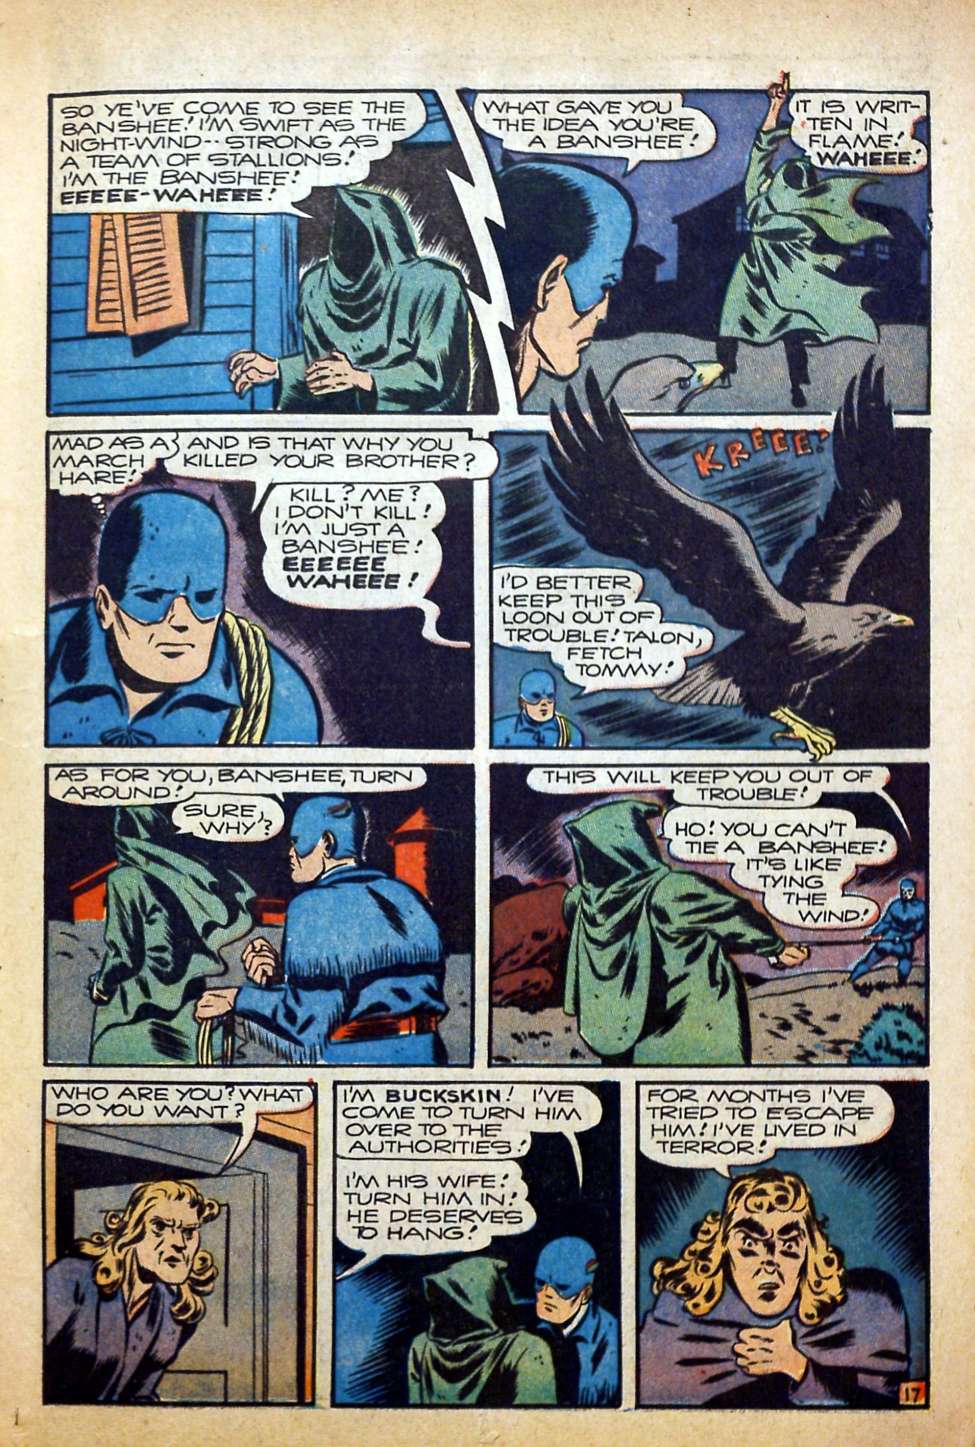 SO YE'VE COME TO SEE THE
BANSHEE! I'M SWIFT AS THE
NIGHT-WIND-- STRONG AS
A TEAM OF STALLIONS!
I'M THE BANSHEE!
EEEEE-WAHEEE!
WHAT GAVE YOU
THE IDEA YOU'RE
A BANSHEE!
IT IS WRIT-
TEN IN
FLAME!
WAHEEE!
MAD AS A
MARCH
HARE!
AND IS THAT WHY YOU
KILLED YOUR BROTHER?
KILL? ME?
I DON'T KILL!
I'M JUST A
BANSHEE!
EEEEEE
WAHEEE!
KREEE!
I'D BETTER
KEEP THIS
LOON OUT OF
TROUBLE! TALON,
FETCH
TOMMY!
AS FOR YOU, BANSHEE, TURN
AROUND!
SURE,
WHY?
THIS WILL KEEP YOU OUT OF
TROUBLE!
HO! YOU CAN'T
TIE A BANSHEE!
IT'S LIKE
TYING
THE
WIND!
WHO ARE YOU? WHAT
DO YOU WANT?
I'M BUCKSKIN! I'VE
COME TO TURN HIM
OVER TO THE
AUTHORITIES!
I'M HIS WIFE!
TURN HIM IN!
HE DESERVES
TO HANG!
FOR MONTHS I'VE
TRIED TO ESCAPE
HIM! I'VE LIVED IN
TERROR!
17